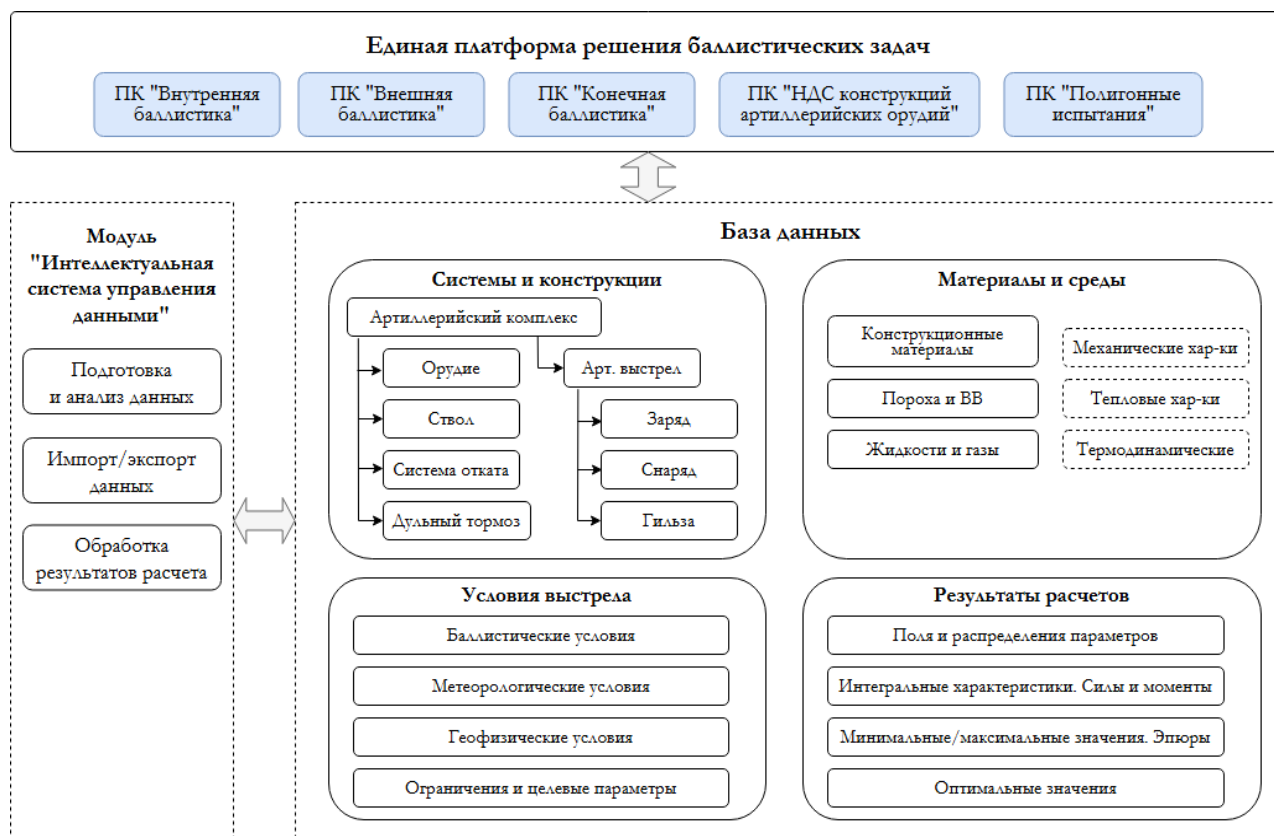 Единая платформа решения баллистических задач
ПК "Внутренняя
баллистика"
ПК "Внешняя
баллистика"
ПК "Конечная
баллистика"
ПК "НДС конструкций
артиллерийских орудий"
ПК "Полигонные
испытания"
Модуль
"Интеллектуальная
система управления
данными"
Подготовка
и анализ данных
Импорт/экспорт
данных
Обработка
результатов расчета
База данных
Системы и конструкции
Артиллерийский комплекс
Орудие
Ствол
Система отката
Дульный тормоз
Арт. выстрел
Заряд
Снаряд
Гильза
Материалы и среды
Конструкционные
материалы
Пороха и ВВ
Жидкости и газы
Механические хар-ки
Тепловые хар-ки
Термодинамические
Условия выстрела
Баллистические условия
Метеорологические условия
Геофизические условия
Ограничения и целевые параметры
Результаты расчетов
Поля и распределения параметров
Интегральные характеристики. Силы и моменты
Минимальные/максимальные значения. Эпюры
Оптимальные значения